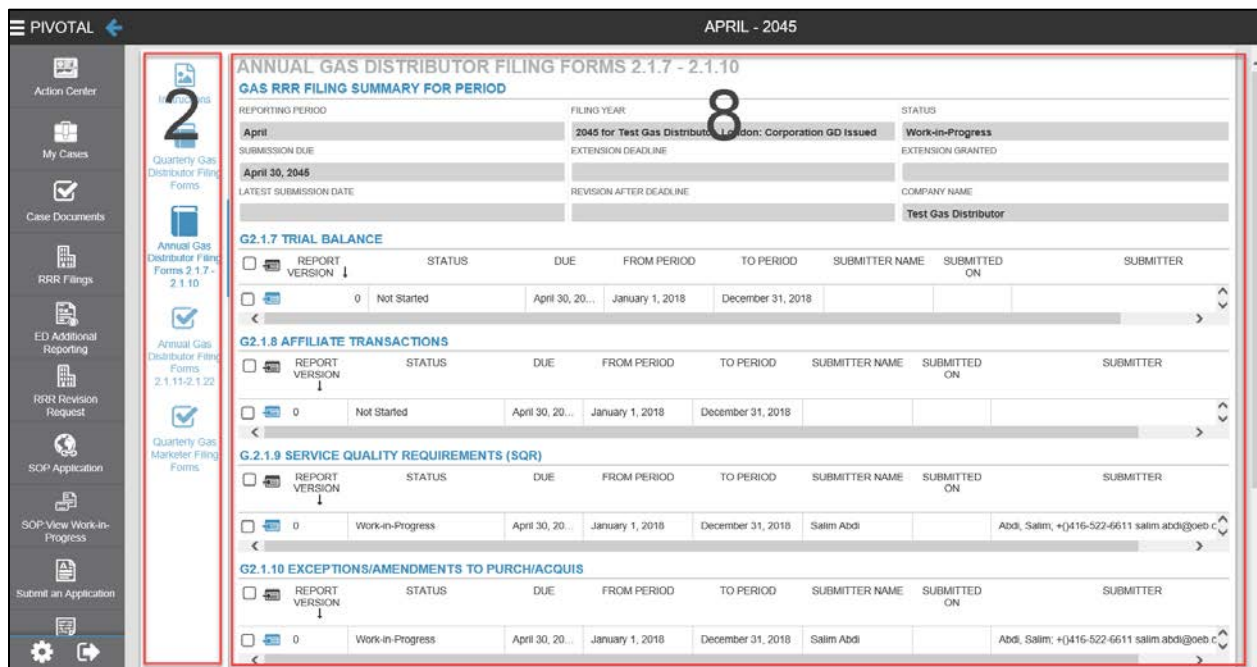 PIVOTAL
APRIL - 2045
Action Center
My Cases
Case Documents
RRR Filings
ED Additional
Reporting
RRR Revision
Request
SOP Application
SOP:View Work-in-
Progress
Submit an Application
2
Instructions
Quarterly Gas
Distributor Filing
Forms
Annual Gas
Distributor Filing
Forms 2.1.7 -
2.1.10
Annual Gas
Distributor Filing
Forms
2.1.11-2.1.22
Quarterly Gas
Marketer Filing
Forms
8
ANNUAL GAS DISTRIBUTOR FILING FORMS 2.1.7 - 2.1.10
GAS RRR FILING SUMMARY FOR PERIOD
REPORTING PERIOD FILING YEAR STATUS
April 2045 for Test Gas Distributor, London: Corporation GD Issued Work-in-Progress
SUBMISSION DUE EXTENSION DEADLINE EXTENSION GRANTED
April 30, 2045
LATEST SUBMISSION DATE REVISION AFTER DEADLINE COMPANY NAME
Test Gas Distributor
G2.1.7 TRIAL BALANCE
REPORT VERSION STATUS DUE FROM PERIOD TO PERIOD SUBMITTER NAME SUBMITTED ON SUBMITTER
0 Not Started April 30, 20... January 1, 2018 December 31, 2018
G2.1.8 AFFILIATE TRANSACTIONS
REPORT VERSION STATUS DUE FROM PERIOD TO PERIOD SUBMITTER NAME SUBMITTED ON SUBMITTER
0 Not Started April 30, 20... January 1, 2018 December 31, 2018
G.2.1.9 SERVICE QUALITY REQUIREMENTS (SQR)
REPORT VERSION STATUS DUE FROM PERIOD TO PERIOD SUBMITTER NAME SUBMITTED ON SUBMITTER
0 Work-in-Progress April 30, 20... January 1, 2018 December 31, 2018 Salim Abdi Abdi, Salim; +()416-522-6611 salim.abdi@oeb.c
G2.1.10 EXCEPTIONS/AMENDMENTS TO PURCH/ACQUIS
REPORT VERSION STATUS DUE FROM PERIOD TO PERIOD SUBMITTER NAME SUBMITTED ON SUBMITTER
0 Work-in-Progress April 30, 20... January 1, 2018 December 31, 2018 Salim Abdi Abdi, Salim; +()416-522-6611 salim.abdi@oeb.c